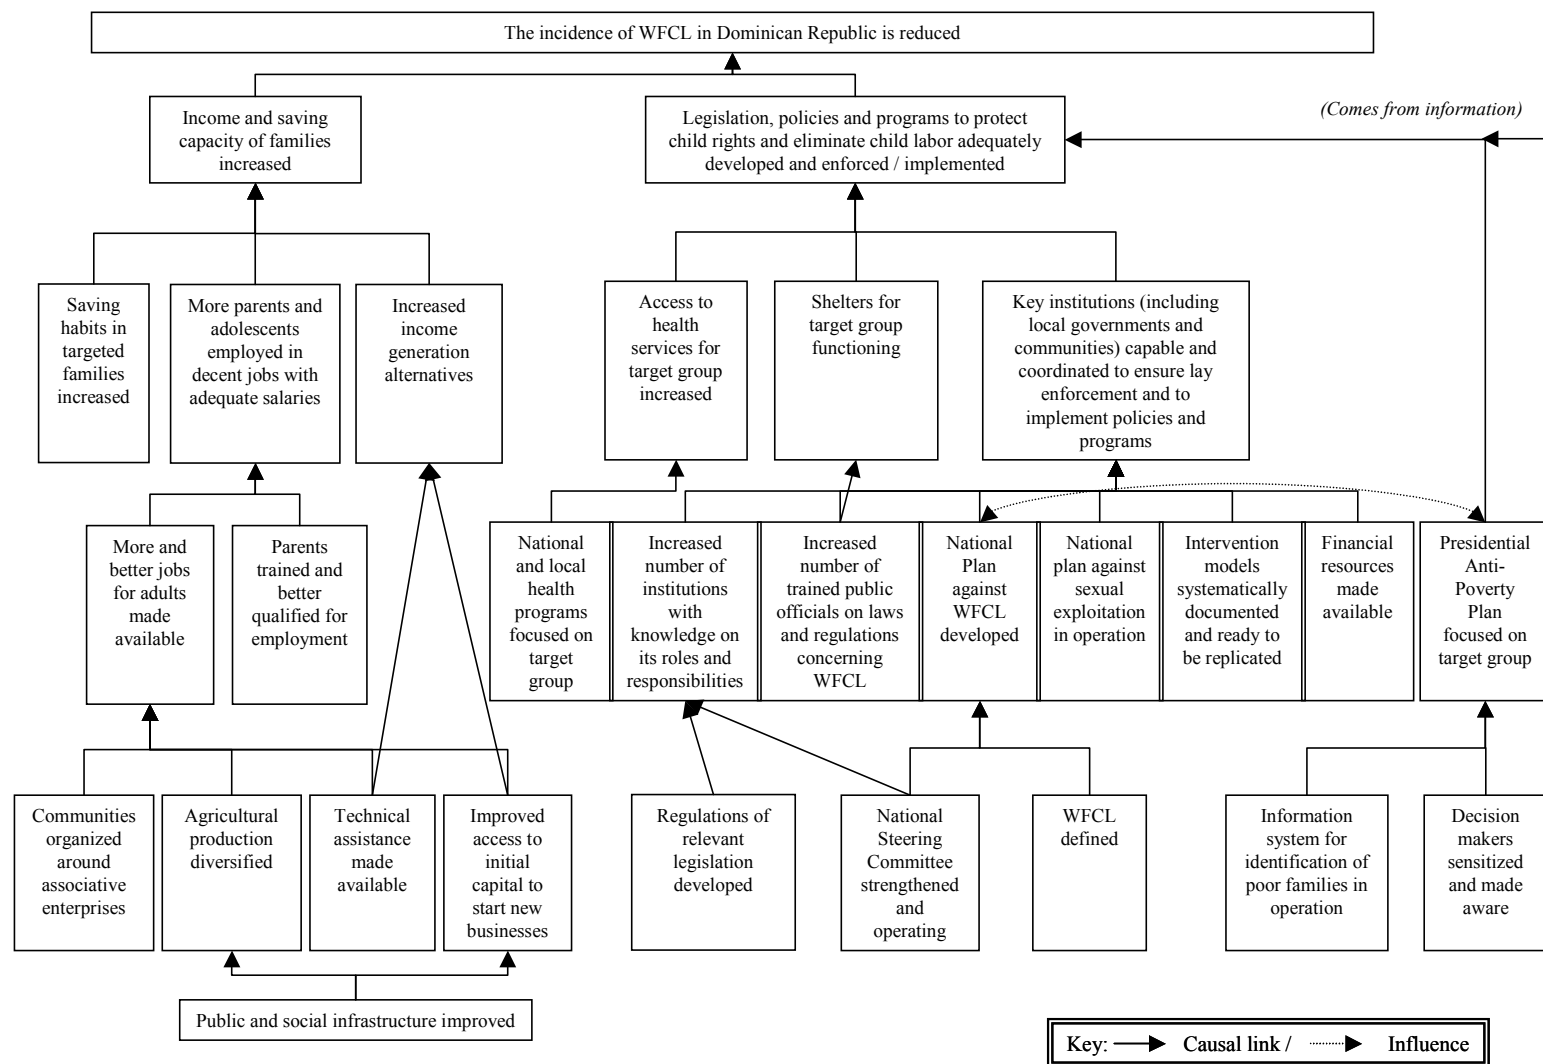 The incidence of WFCL in Dominican Republic is reduced
Income and saving
capacity of families
increased
Legislation, policies and programs to protect
child rights and eliminate child labor adequately
developed and enforced / implemented
(Comes from information)
Saving
habits in
targeted
families
increased
More parents and
adolescents
employed in
decent jobs with
adequate salaries
Increased
income
generation
alternatives
Access to
health
services for
target group
increased
Shelters for
target group
functioning
Key institutions (including
local governments and
communities) capable and
coordinated to ensure lay
enforcement and to
implement policies and
programs
More and
better jobs
for adults
made
available
Parents
trained and
better
qualified for
employment
National
and local
health
programs
focused on
target
group
Increased
number of
institutions
with
knowledge on
its roles and
responsibilities
Increased
number of
trained public
officials on laws
and regulations
concerning
WFCL
National
Plan
against
WFCL
developed
National
plan against
sexual
exploitation
in operation
Intervention
models
systematically
documented
and ready to
be replicated
Financial
resources
made
available
Presidential
Anti-
Poverty
Plan
focused on
target group
Communities
organized
around
associative
enterprises
Agricultural
production
diversified
Technical
assistance
made
available
Improved
access to
initial
capital to
start new
businesses
Regulations of
relevant
legislation
developed
National
Steering
Committee
strengthened
and
operating
WFCL
defined
Information
system for
identification of
poor families in
operation
Decision
makers
sensitized
and made
aware
Public and social infrastructure improved
Key: Causal link / Influence